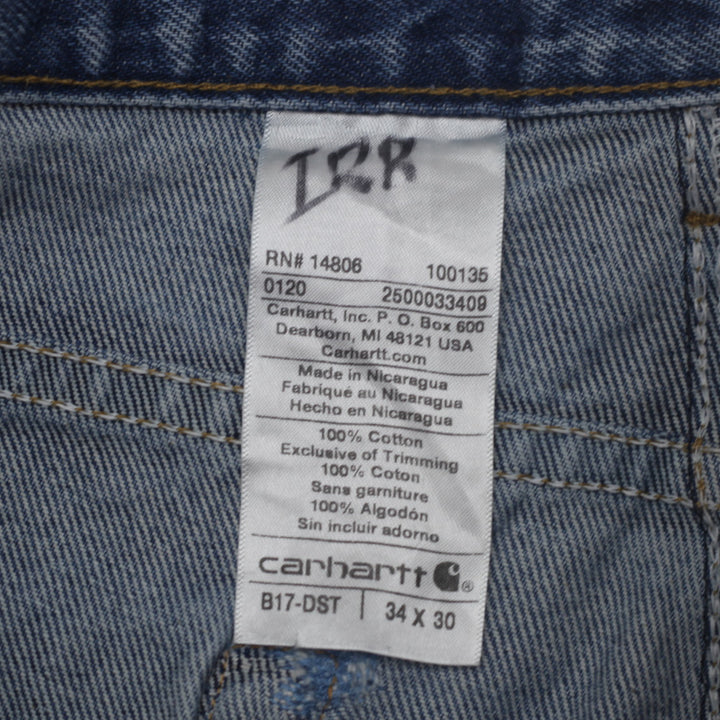 IRR
RN# 14806 100135
0120 2500033409
Carhartt, Inc. P. O. Box 600
Dearborn, MI 48121 USA
Carhartt.com
Made in Nicaragua
Fabriqué au Nicaragua
Hecho en Nicaragua
100% Cotton
Exclusive of Trimming
100% Coton
Sans garniture
100% Algodón
Sin incluir adorno
carhartt ®
B17-DST | 34 X 30